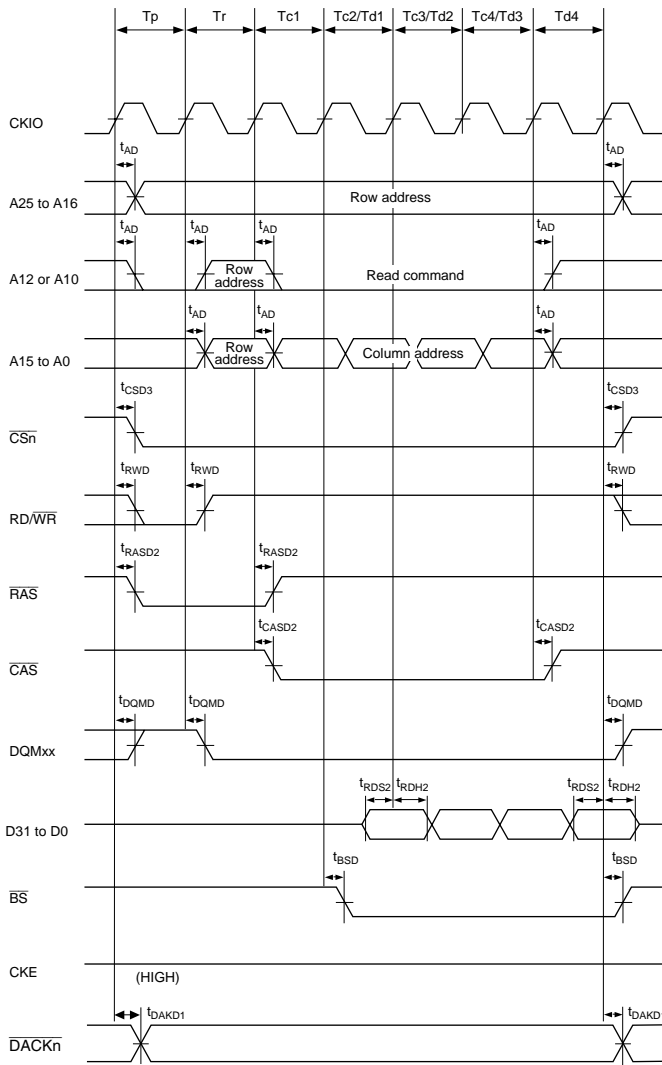 Tp Tr Tc1 Tc2/Td1 Tc3/Td2 Tc4/Td3 Td4
CKIO
tAD tAD
A25 to A16 Row address
tAD tAD tAD tAD
A12 or A10 Row address Read command
tAD tAD tAD
A15 to A0 Row address Column address
tCSD3 tCSD3
CSn
tRWD tRWD tRWD
RD/WR
tRASD2 tRASD2
RAS
tCASD2 tCASD2
CAS
tDQMD tDQMD tDQMD
DQMxx
tRDS2 tRDH2 tRDS2 tRDH2
D31 to D0
tBSD tBSD
BS
CKE
(HIGH)
tDAKD1 tDAKD1
DACKn